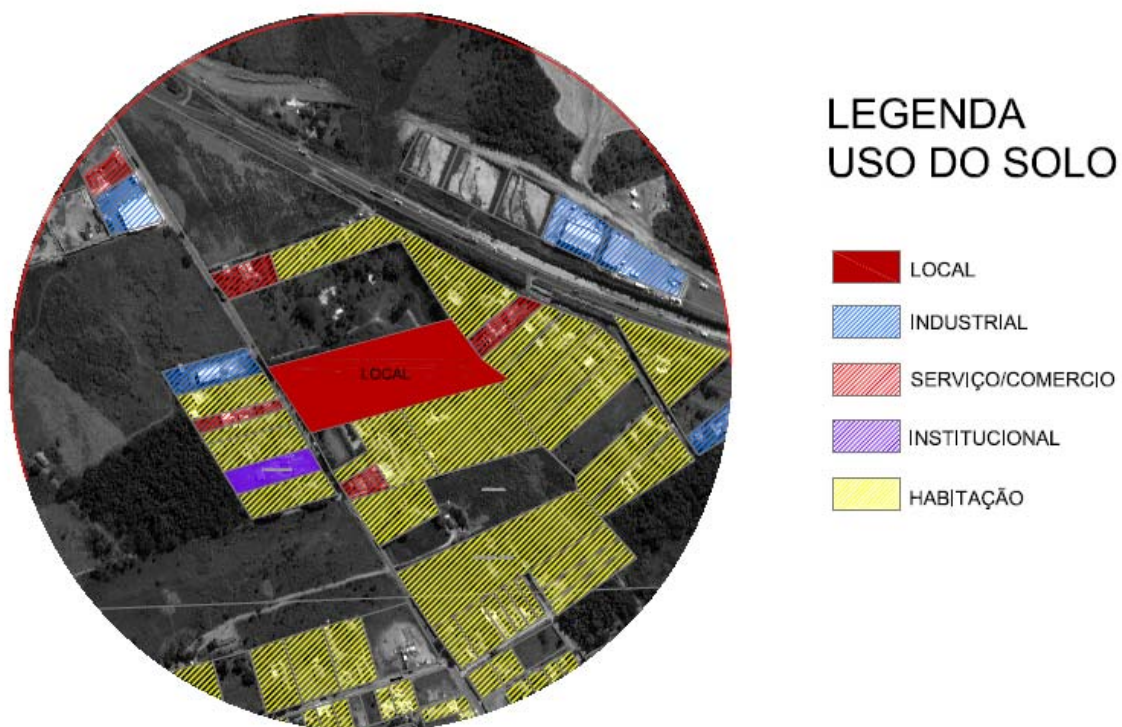 LEGENDA
USO DO SOLO
LOCAL
INDUSTRIAL
SERVIÇO/COMERCIO
INSTITUCIONAL
HABITAÇÃO
LOCAL